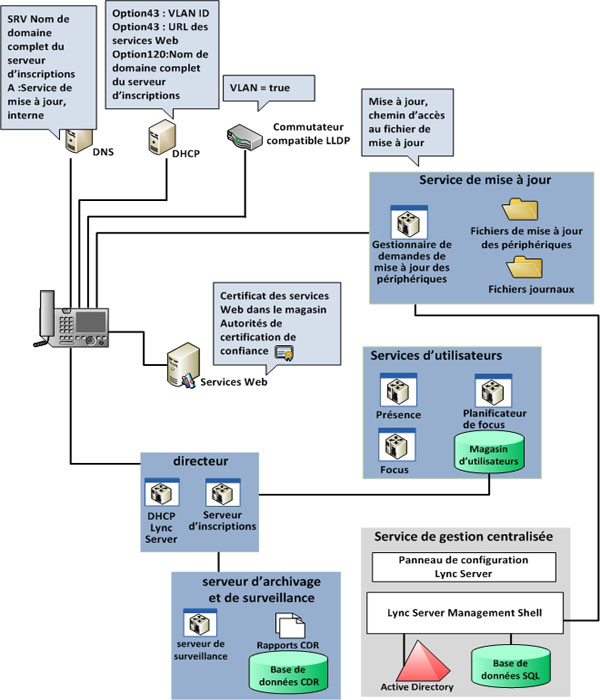 SRV Nom de
domaine
complet du
serveur
d'inscriptions
A :Service de
mise à jour,
interne
DNS
Option43 : VLAN ID
Option43 : URL des
services Web
Option120:Nom de
domaine complet
du serveur
d'inscriptions
DHCP
VLAN = true
Commutateur
compatible LLDP
Mise à jour,
chemin d'accès
au fichier de
mise à jour
Service de mise à jour
Gestionnaire de
demandes de
mise à jour des
périphériques
Fichiers de mise à jour
des périphériques
Fichiers journaux
Certificat des services
Web dans le magasin
Autorités de
certification de
confiance
Services Web
Services d'utilisateurs
Présence
Planificateur
de focus
Focus
Magasin
d'utilisateurs
directeur
DHCP
Lync
Server
Serveur
d'inscriptions
serveur d'archivage
et de surveillance
serveur de
surveillance
Rapports CDR
Base de
données CDR
Service de gestion centralisée
Panneau de configuration
Lync Server
Lync Server Management Shell
Active Directory
Base de
données SQL